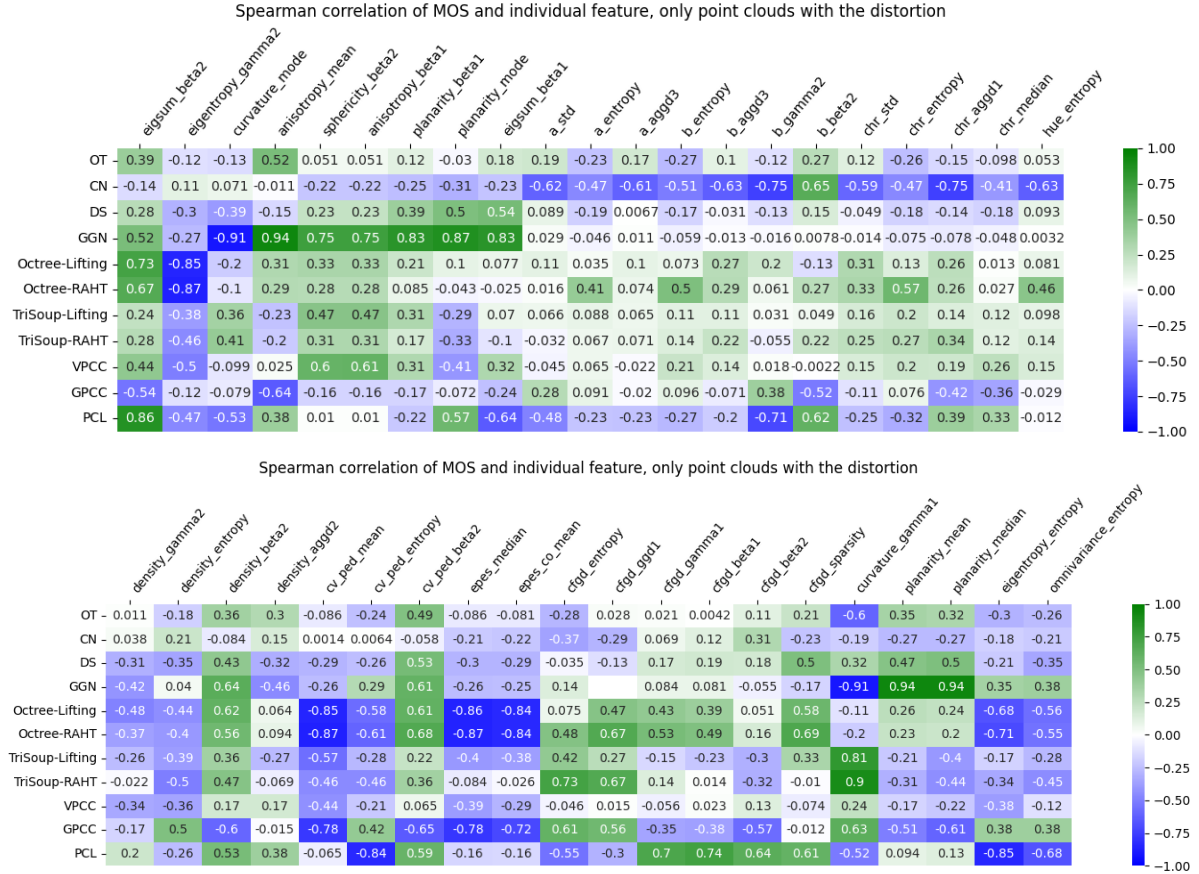 Spearman correlation of MOS and individual feature, only point clouds with the distortion
eigsum_beta2 eigentropy_gamma2 curvature_mode anisotropy_mean sphericity_beta2 anisotropy_beta1 planarity_beta1 planarity_mode eigsum_beta1 a_std a_entropy a_aggd3 b_entropy b_aggd3 b_gamma2 b_beta2 chr_std chr_entropy chr_aggd1 chr_median hue_entropy
OT 0.39 -0.12 -0.13 0.52 0.051 0.051 0.12 -0.03 0.18 0.19 -0.23 0.17 -0.27 0.1 -0.12 0.27 0.12 -0.26 -0.15 -0.098 0.053
CN -0.14 0.11 0.071 -0.011 -0.22 -0.22 -0.25 -0.31 -0.23 -0.62 -0.47 -0.61 -0.51 -0.63 -0.75 0.65 -0.59 -0.47 -0.75 -0.41 -0.63
DS 0.28 -0.3 -0.39 -0.15 0.23 0.23 0.39 0.5 0.54 0.089 -0.19 0.0067 -0.17 -0.031 -0.13 0.15 -0.049 -0.18 -0.14 -0.18 0.093
GGN 0.52 -0.27 -0.91 0.94 0.75 0.75 0.83 0.87 0.83 0.029 -0.046 0.011 -0.059 -0.013 -0.016 0.0078 -0.014 -0.075 -0.078 -0.048 0.0032
Octree-Lifting 0.73 -0.85 -0.2 0.31 0.33 0.33 0.21 0.1 0.077 0.11 0.035 0.1 0.073 0.27 0.2 -0.13 0.31 0.13 0.26 0.013 0.081
Octree-RAHT 0.67 -0.87 -0.1 0.29 0.28 0.28 0.085 -0.043 -0.025 0.016 0.41 0.074 0.5 0.29 0.061 0.27 0.33 0.57 0.26 0.027 0.46
TriSoup-Lifting 0.24 -0.38 0.36 -0.23 0.47 0.47 0.31 -0.29 0.07 0.066 0.088 0.065 0.11 0.11 0.031 0.049 0.16 0.2 0.14 0.12 0.098
TriSoup-RAHT 0.28 -0.46 0.41 -0.2 0.31 0.31 0.17 -0.33 -0.1 -0.032 0.067 0.071 0.14 0.22 -0.055 0.22 0.25 0.27 0.34 0.12 0.14
VPCC 0.44 -0.5 -0.099 0.025 0.6 0.61 0.31 -0.41 0.32 -0.045 0.065 -0.022 0.21 0.14 0.018 -0.0022 0.15 0.2 0.19 0.26 0.15
GPCC -0.54 -0.12 -0.079 -0.64 -0.16 -0.16 -0.17 -0.072 -0.24 0.28 0.091 -0.02 0.096 -0.071 0.38 -0.52 -0.11 0.076 -0.42 -0.36 -0.029
PCL 0.86 -0.47 -0.53 0.38 0.01 0.01 -0.22 0.57 -0.64 -0.48 -0.23 -0.23 -0.27 -0.2 -0.71 0.62 -0.25 -0.32 0.39 0.33 -0.012
1.00
0.75
0.50
0.25
0.00
−0.25
−0.50
−0.75
−1.00
Spearman correlation of MOS and individual feature, only point clouds with the distortion
density_gamma2 density_entropy density_beta2 density_aggd2 cv_ped_mean cv_ped_entropy cv_ped_beta2 epes_median epes_co_mean cfgd_entropy cfgd_ggd1 cfgd_gamma1 cfgd_beta1 cfgd_beta2 cfgd_sparsity curvature_gamma1 planarity_mean planarity_median eigentropy_entropy omnivariance_entropy
OT 0.011 -0.18 0.36 0.3 -0.086 -0.24 0.49 -0.086 -0.081 -0.28 0.028 0.021 0.0042 0.11 0.21 -0.6 0.35 0.32 -0.3 -0.26
CN 0.038 0.21 -0.084 0.15 0.0014 0.0064 -0.058 -0.21 -0.22 -0.37 -0.29 0.069 0.12 0.31 -0.23 -0.19 -0.27 -0.27 -0.18 -0.21
DS -0.31 -0.35 0.43 -0.32 -0.29 -0.26 0.53 -0.3 -0.29 -0.035 -0.13 0.17 0.19 0.18 0.5 0.32 0.47 0.5 -0.21 -0.35
GGN -0.42 0.04 0.64 -0.46 -0.26 0.29 0.61 -0.26 -0.25 0.14 0.084 0.081 -0.055 -0.17 -0.91 0.94 0.94 0.35 0.38
Octree-Lifting -0.48 -0.44 0.62 0.064 -0.85 -0.58 0.61 -0.86 -0.84 0.075 0.47 0.43 0.39 0.051 0.58 -0.11 0.26 0.24 -0.68 -0.56
Octree-RAHT -0.37 -0.4 0.56 0.094 -0.87 -0.61 0.68 -0.87 -0.84 0.48 0.67 0.53 0.49 0.16 0.69 -0.2 0.23 0.2 -0.71 -0.55
TriSoup-Lifting -0.26 -0.39 0.36 -0.27 -0.57 -0.28 0.22 -0.4 -0.38 0.42 0.27 -0.15 -0.23 -0.3 0.33 0.81 -0.21 -0.4 -0.17 -0.28
TriSoup-RAHT -0.022 -0.5 0.47 -0.069 -0.46 -0.46 0.36 -0.084 -0.026 0.73 0.67 0.14 0.014 -0.32 -0.01 0.9 -0.31 -0.44 -0.34 -0.45
VPCC -0.34 -0.36 0.17 0.17 -0.44 -0.21 0.065 -0.39 -0.29 -0.046 0.015 -0.056 0.023 0.13 -0.074 0.24 -0.17 -0.22 -0.38 -0.12
GPCC -0.17 0.5 -0.6 -0.015 -0.78 0.42 -0.65 -0.78 -0.72 0.61 0.56 -0.35 -0.38 -0.57 -0.012 0.63 -0.51 -0.61 0.38 0.38
PCL 0.2 -0.26 0.53 0.38 -0.065 -0.84 0.59 -0.16 -0.16 -0.55 -0.3 0.7 0.74 0.64 0.61 -0.52 0.094 0.13 -0.85 -0.68
1.00
0.75
0.50
0.25
0.00
−0.25
−0.50
−0.75
−1.00